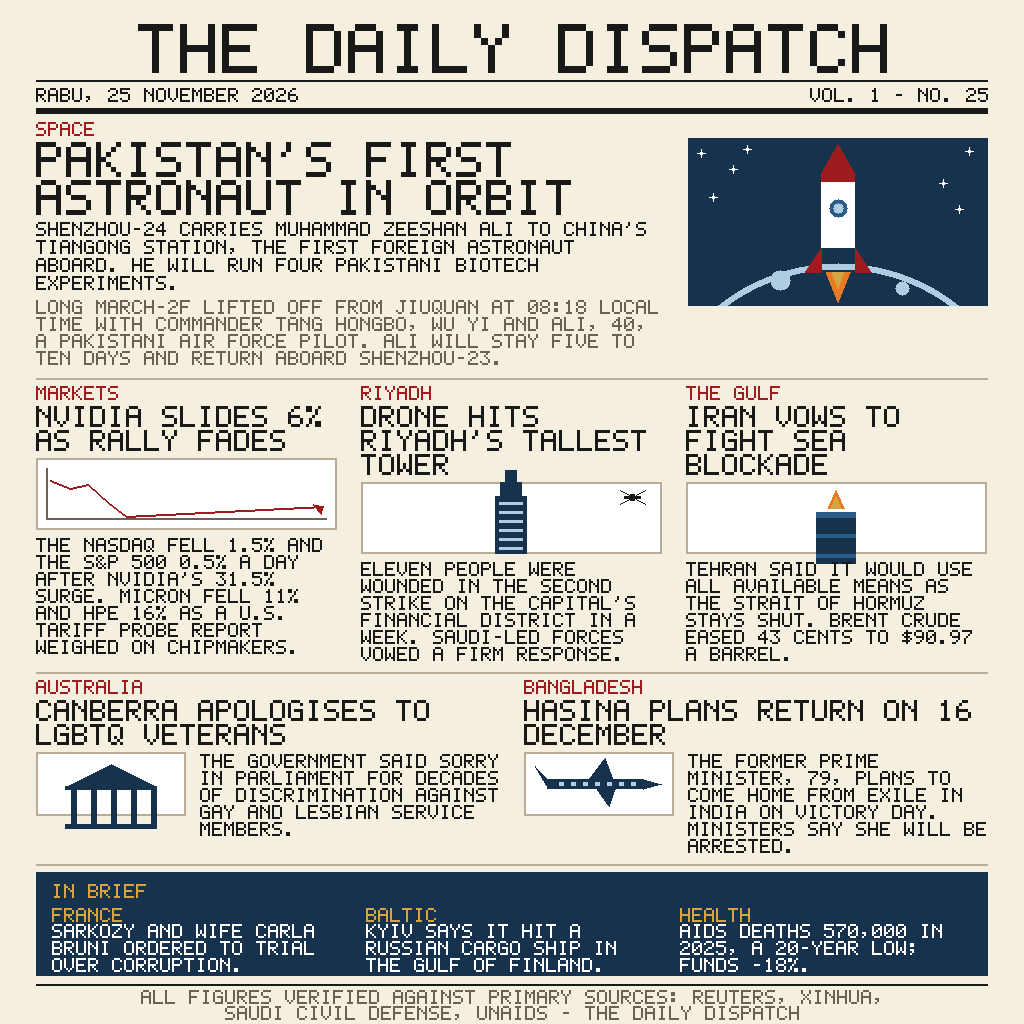 THE DAILY DISPATCH
RABU, 25 NOVEMBER 2026
VOL. 1 - NO. 25
SPACE
PAKISTAN'S FIRST
ASTRONAUT IN ORBIT
SHENZHOU-24 CARRIES MUHAMMAD ZEESHAN ALI TO CHINA'S
TIANGONG STATION, THE FIRST FOREIGN ASTRONAUT
ABOARD. HE WILL RUN FOUR PAKISTANI BIOTECH
EXPERIMENTS.
LONG MARCH-2F LIFTED OFF FROM JIUQUAN AT 08:18 LOCAL
TIME WITH COMMANDER TANG HONGBO, WU YI AND ALI, 40,
A PAKISTANI AIR FORCE PILOT. ALI WILL STAY FIVE TO
TEN DAYS AND RETURN ABOARD SHENZHOU-23.
MARKETS
NVIDIA SLIDES 6%
AS RALLY FADES
THE NASDAQ FELL 1.5% AND
THE S&P 500 0.5% A DAY
AFTER NVIDIA'S 31.5%
SURGE. MICRON FELL 11%
AND HPE 16% AS A U.S.
TARIFF PROBE REPORT
WEIGHED ON CHIPMAKERS.
RIYADH
DRONE HITS
RIYADH'S TALLEST
TOWER
ELEVEN PEOPLE WERE
WOUNDED IN THE SECOND
STRIKE ON THE CAPITAL'S
FINANCIAL DISTRICT IN A
WEEK. SAUDI-LED FORCES
VOWED A FIRM RESPONSE.
THE GULF
IRAN VOWS TO
FIGHT SEA
BLOCKADE
TEHRAN SAID IT WOULD USE
ALL AVAILABLE MEANS AS
THE STRAIT OF HORMUZ
STAYS SHUT. BRENT CRUDE
EASED 43 CENTS TO $90.97
A BARREL.
AUSTRALIA
CANBERRA APOLOGISES TO
LGBTQ VETERANS
THE GOVERNMENT SAID SORRY
IN PARLIAMENT FOR DECADES
OF DISCRIMINATION AGAINST
GAY AND LESBIAN SERVICE
MEMBERS.
BANGLADESH
HASINA PLANS RETURN ON 16
DECEMBER
THE FORMER PRIME
MINISTER, 79, PLANS TO
COME HOME FROM EXILE IN
INDIA ON VICTORY DAY.
MINISTERS SAY SHE WILL BE
ARRESTED.
IN BRIEF
FRANCE
SARKOZY AND WIFE CARLA
BRUNI ORDERED TO TRIAL
OVER CORRUPTION.
BALTIC
KYIV SAYS IT HIT A
RUSSIAN CARGO SHIP IN
THE GULF OF FINLAND.
HEALTH
AIDS DEATHS 570,000 IN
2025, A 20-YEAR LOW;
FUNDS -18%.
ALL FIGURES VERIFIED AGAINST PRIMARY SOURCES: REUTERS, XINHUA,
SAUDI CIVIL DEFENSE, UNAIDS - THE DAILY DISPATCH